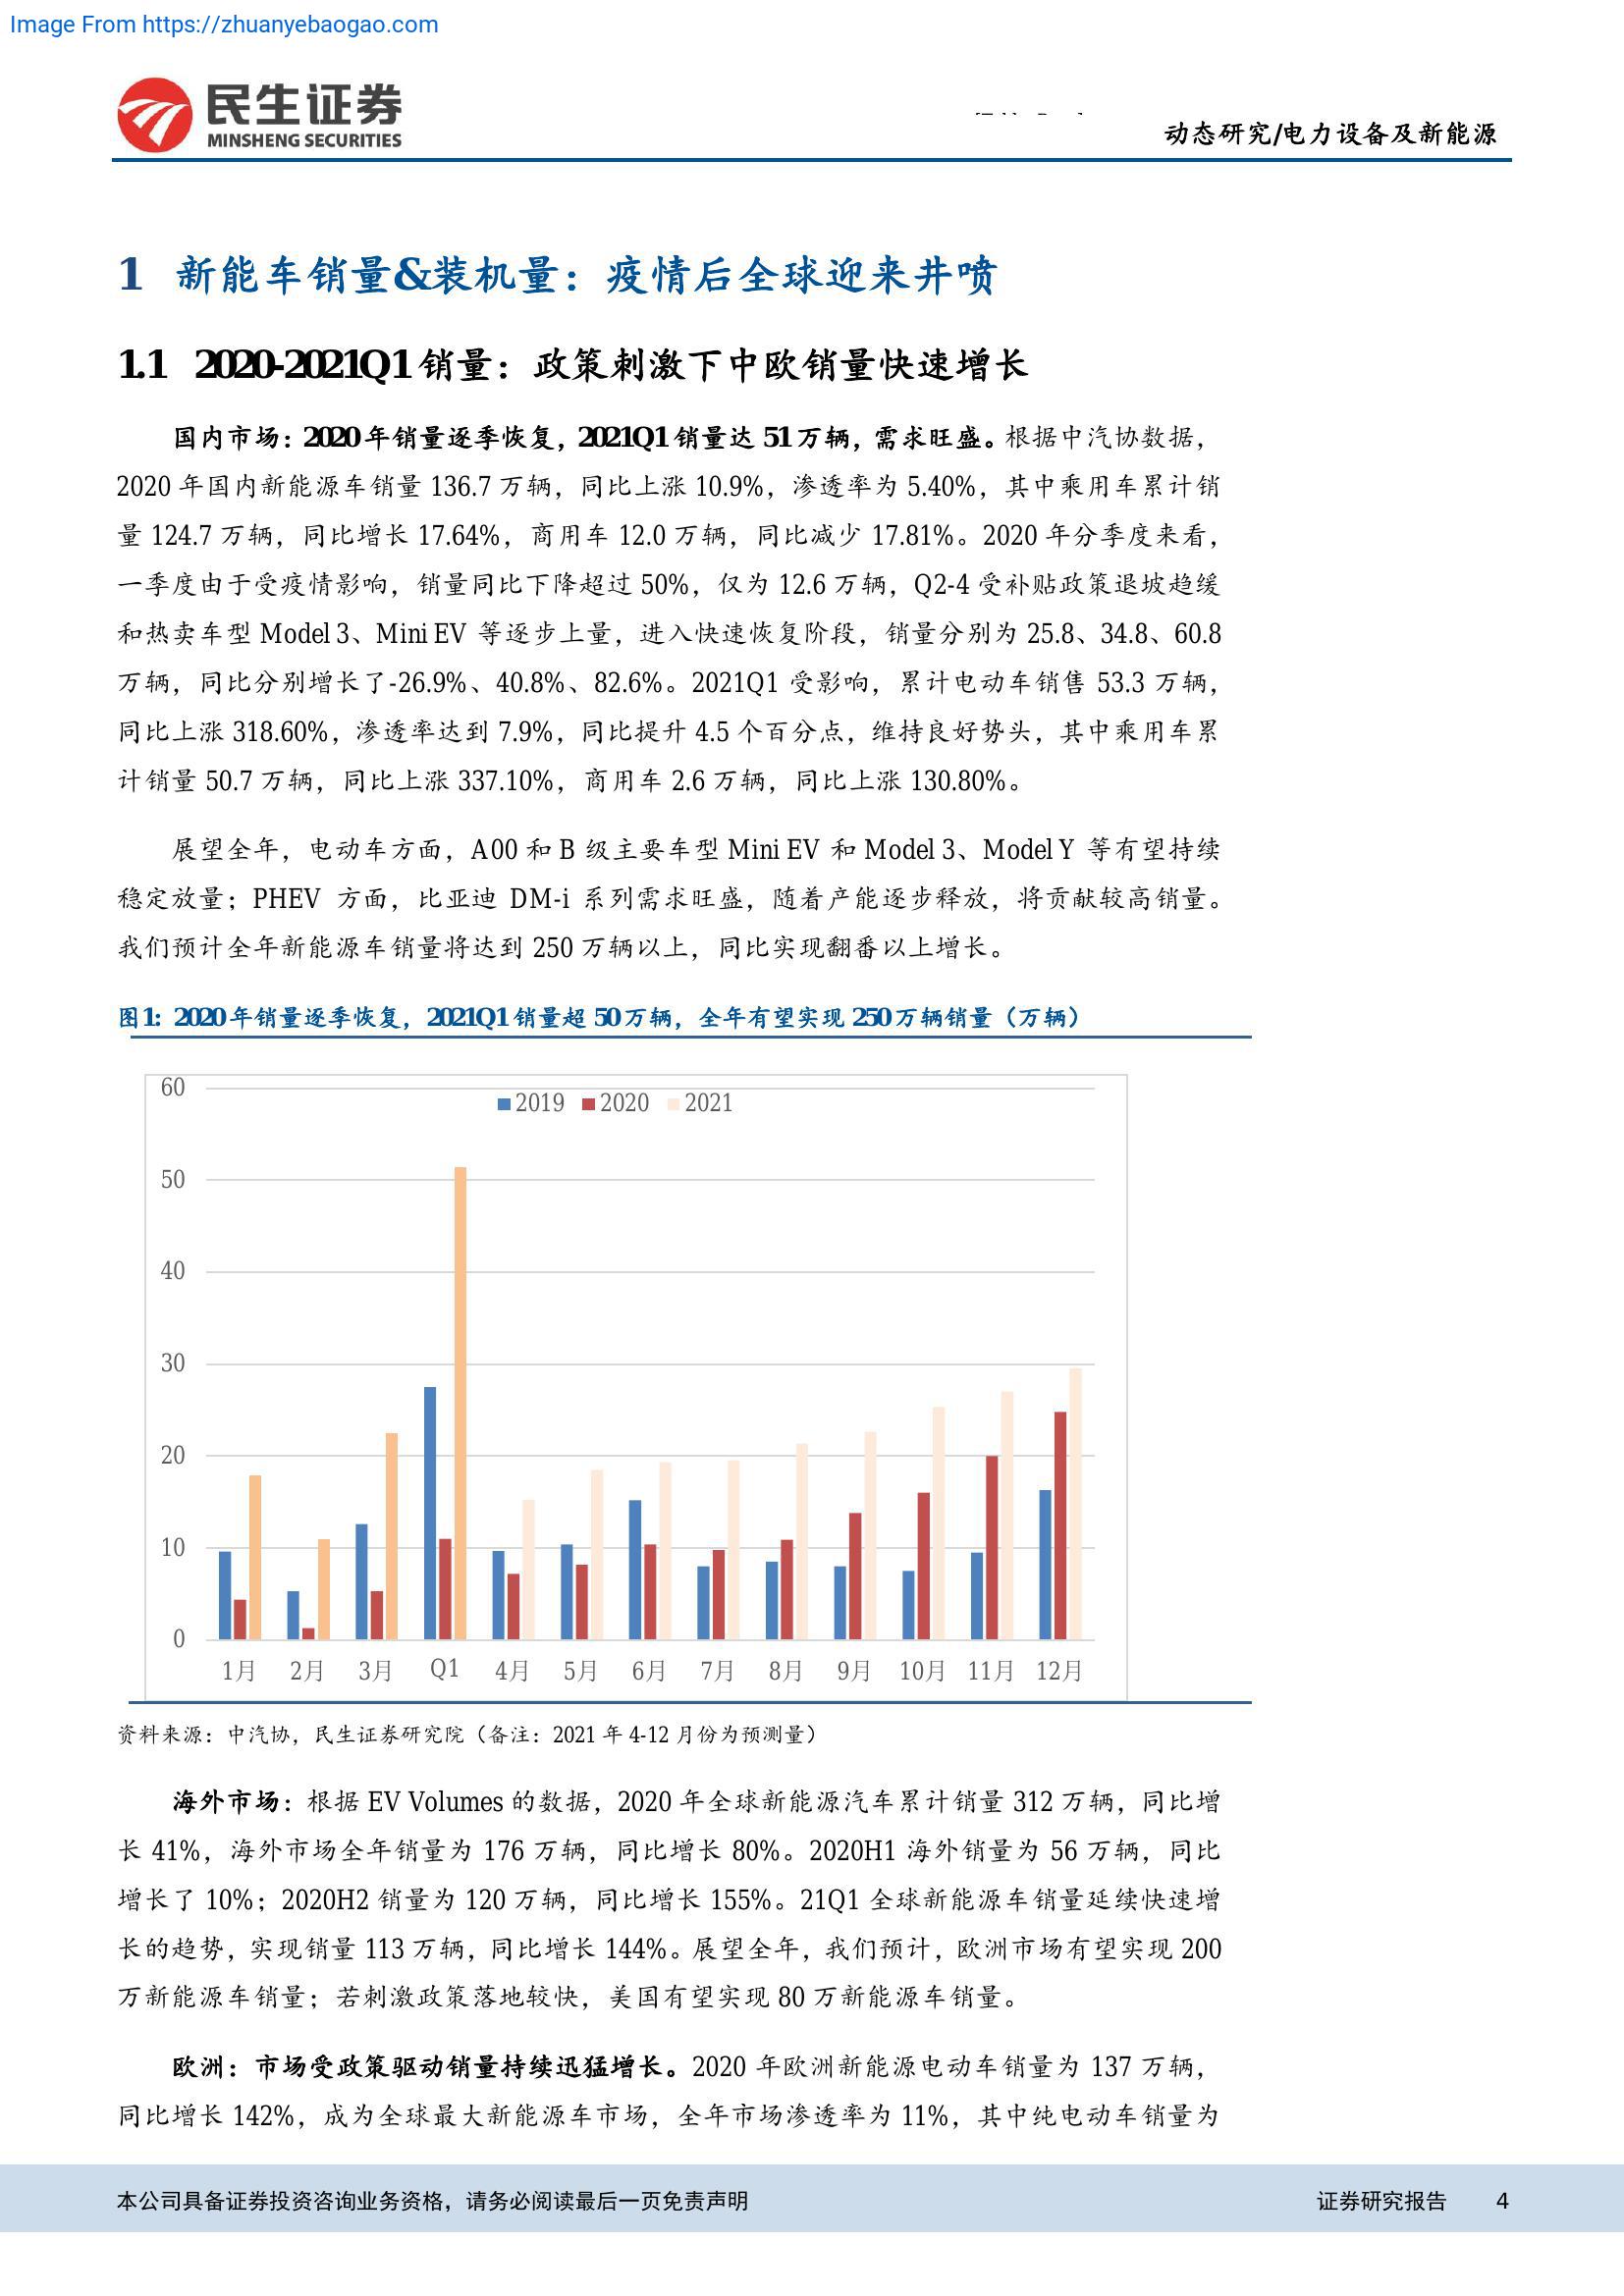 Image From https://zhuanyebaogao.com
民生证券
MINSHENG SECURITIES
动态研究/电力设备及新能源
1 新能车销量&装机量：疫情后全球迎来井喷
1.1 2020-2021Q1 销量：政策刺激下中欧销量快速增长
国内市场：2020 年销量逐季恢复，2021Q1 销量达 51 万辆，需求旺盛。根据中汽协数据，
2020 年国内新能源车销量 136.7 万辆，同比上涨 10.9%，渗透率为 5.40%，其中乘用车累计销
量 124.7 万辆，同比增长 17.64%，商用车 12.0 万辆，同比减少 17.81%。2020 年分季度来看，
一季度由于受疫情影响，销量同比下降超过 50%，仅为 12.6 万辆，Q2-4 受补贴政策退坡趋缓
和热卖车型 Model 3、Mini EV 等逐步上量，进入快速恢复阶段，销量分别为 25.8、34.8、60.8
万辆，同比分别增长了-26.9%、40.8%、82.6%。2021Q1 受影响，累计电动车销售 53.3 万辆，
同比上涨 318.60%，渗透率达到 7.9%，同比提升 4.5 个百分点，维持良好势头，其中乘用车累
计销量 50.7 万辆，同比上涨 337.10%，商用车 2.6 万辆，同比上涨 130.80%。
展望全年，电动车方面，A00 和 B 级主要车型 Mini EV 和 Model 3、Model Y 等有望持续
稳定放量；PHEV 方面，比亚迪 DM-i 系列需求旺盛，随着产能逐步释放，将贡献较高销量。
我们预计全年新能源车销量将达到 250 万辆以上，同比实现翻番以上增长。
图 1：2020 年销量逐季恢复，2021Q1 销量超 50 万辆，全年有望实现 250 万辆销量（万辆）
60
2019 2020 2021
50
40
30
20
10
0
1月 2月 3月 Q1 4月 5月 6月 7月 8月 9月 10月 11月 12月
资料来源：中汽协，民生证券研究院（备注：2021 年 4-12 月份为预测量）
海外市场：根据 EV Volumes 的数据，2020 年全球新能源汽车累计销量 312 万辆，同比增
长 41%，海外市场全年销量为 176 万辆，同比增长 80%。2020H1 海外销量为 56 万辆，同比
增长了 10%；2020H2 销量为 120 万辆，同比增长 155%。21Q1 全球新能源车销量延续快速增
长的趋势，实现销量 113 万辆，同比增长 144%。展望全年，我们预计，欧洲市场有望实现 200
万新能源车销量；若刺激政策落地较快，美国有望实现 80 万新能源车销量。
欧洲：市场受政策驱动销量持续迅猛增长。2020 年欧洲新能源电动车销量为 137 万辆，
同比增长 142%，成为全球最大新能源车市场，全年市场渗透率为 11%，其中纯电动车销量为
本公司具备证券投资咨询业务资格，请务必阅读最后一页免责声明
证券研究报告 4